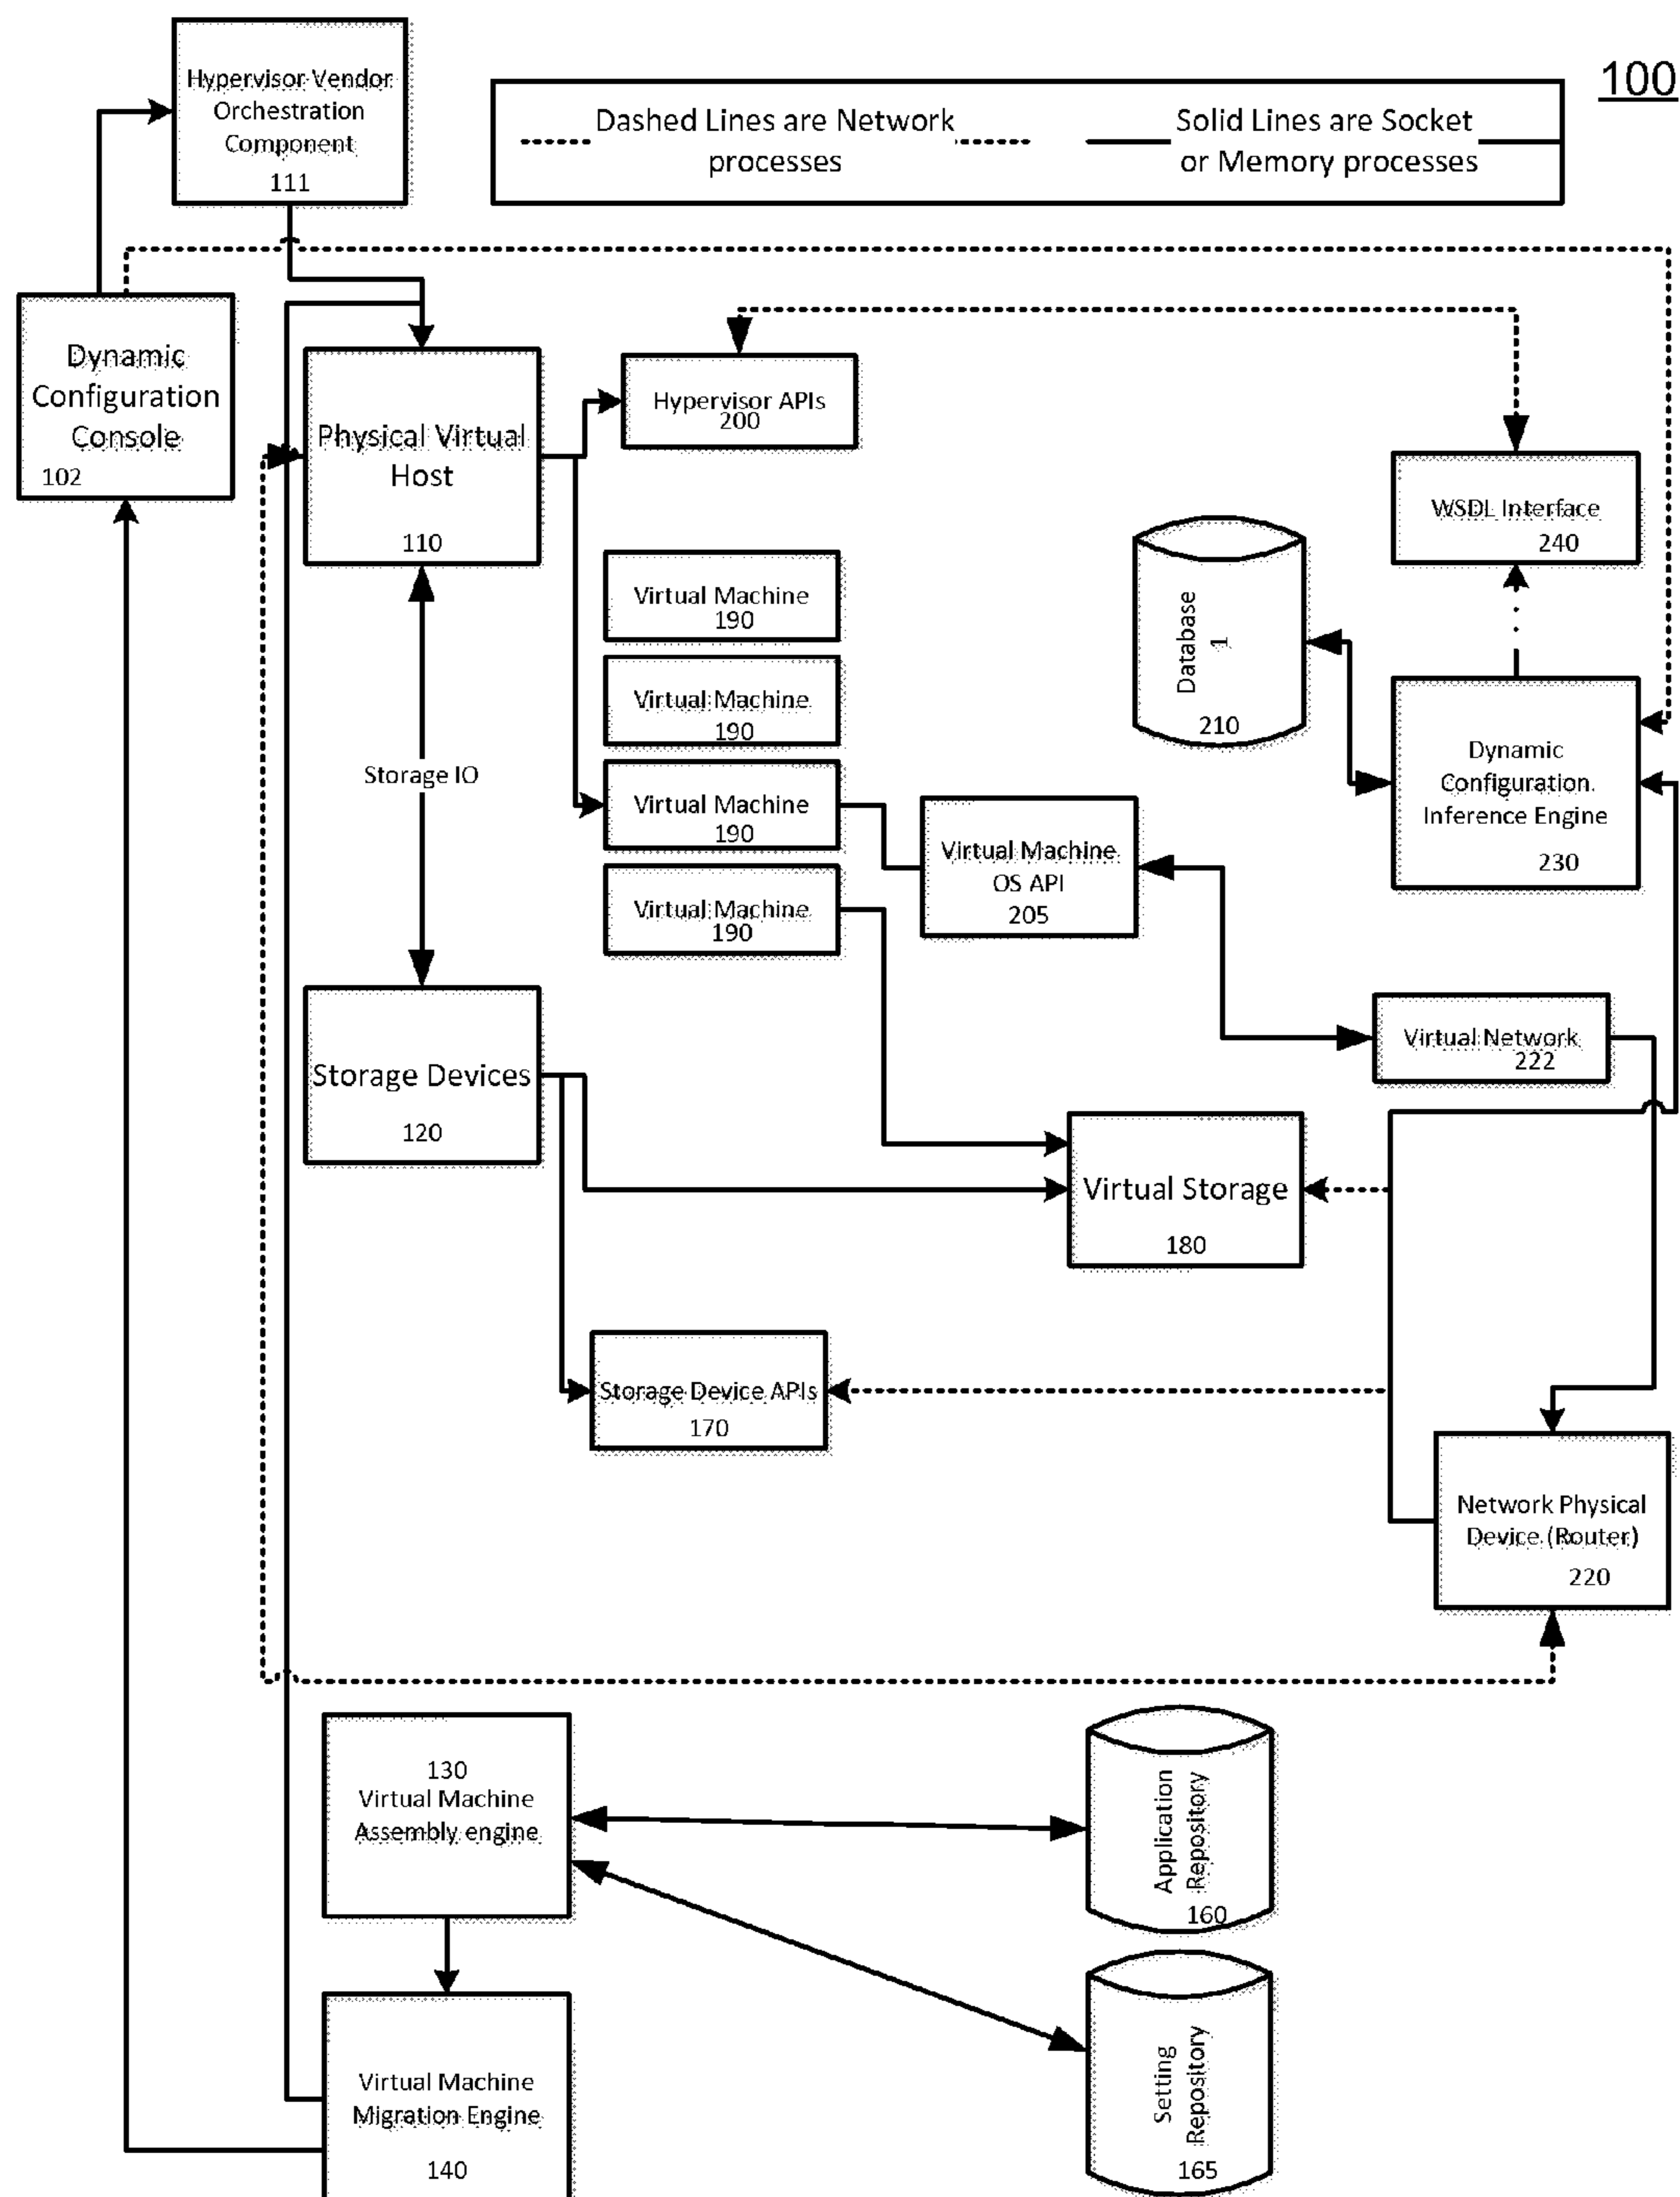 100
Hypervisor Vendor
Orchestration
Component
111
Dashed Lines are Network
processes
Solid Lines are Socket
or Memory processes
Dynamic
Configuration
Console
102
Physical Virtual
Host
110
Hypervisor APIs
200
WSDL Interface
240
Virtual Machine
190
Virtual Machine
190
Virtual Machine
190
Virtual Machine
190
Database
1
210
Dynamic
Configuration
Inference Engine
230
Storage IO
Virtual Machine
OS API
205
Virtual Network
222
Storage Devices
120
Virtual Storage
180
Storage Device APIs
170
Network Physical
Device (Router)
220
130
Virtual Machine
Assembly engine
Application
Repository
160
Virtual Machine
Migration Engine
140
Setting
Repository
165